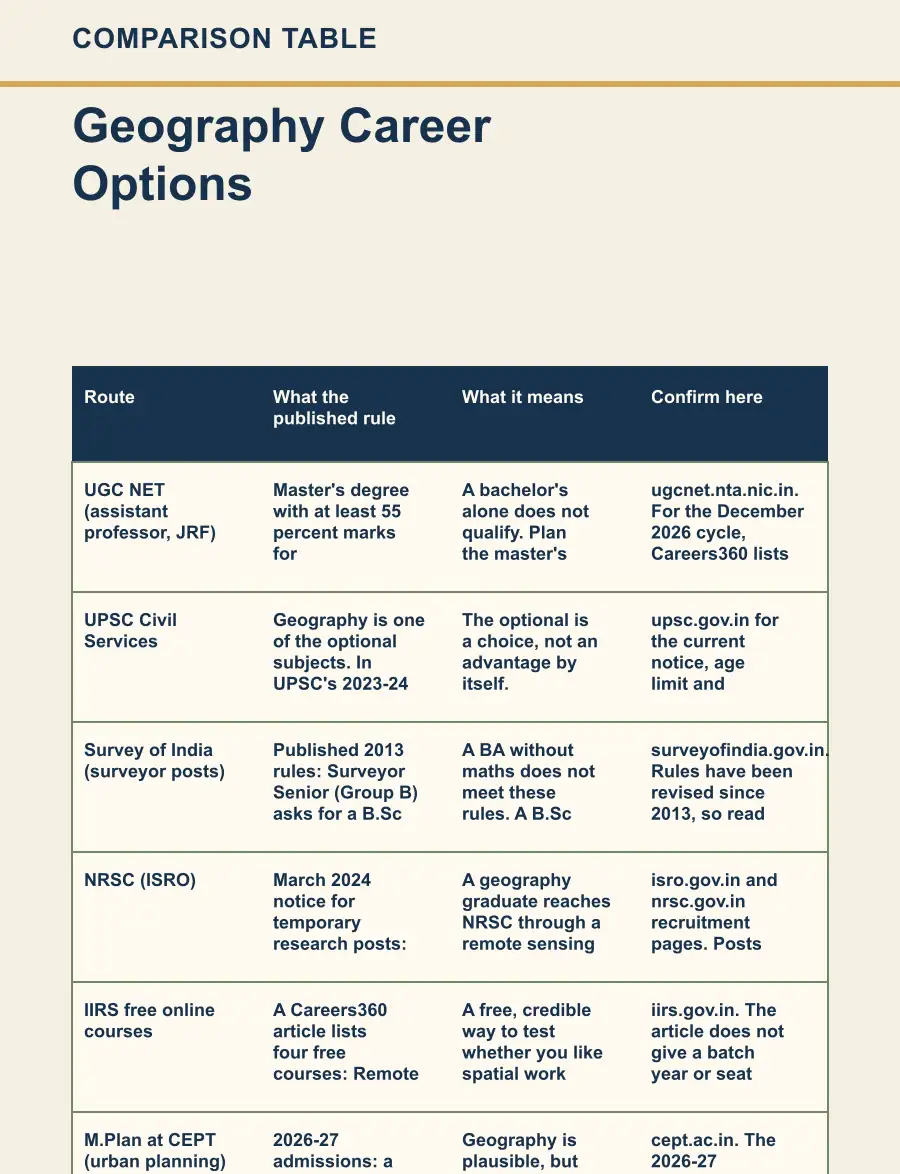 COMPARISON TABLE
Geography Career
Options
Route
What the
published rule
What it means
Confirm here
UGC NET
(assistant
professor, JRF)
Master's degree
with at least 55
percent marks
for
A bachelor's
alone does not
qualify. Plan
the master's
ugcnet.nta.nic.in.
For the December
2026 cycle,
Careers360 lists
UPSC Civil
Services
Geography is one
of the optional
subjects. In
UPSC's 2023-24
The optional is
a choice, not an
advantage by
itself.
upsc.gov.in for
the current
notice, age
limit and
Survey of India
(surveyor posts)
Published 2013
rules: Surveyor
Senior (Group B)
asks for a B.Sc
A BA without
maths does not
meet these
rules. A B.Sc
surveyofindia.gov.in.
Rules have been
revised since
2013, so read
NRSC (ISRO)
March 2024
notice for
temporary
research posts:
A geography
graduate reaches
NRSC through a
remote sensing
isro.gov.in and
nrsc.gov.in
recruitment
pages. Posts
IIRS free online
courses
A Careers360
article lists
four free
courses: Remote
A free, credible
way to test
whether you like
spatial work
iirs.gov.in. The
article does not
give a batch
year or seat
M.Plan at CEPT
(urban planning)
2026-27
admissions: a
Geography is
plausible, but
cept.ac.in. The
2026-27